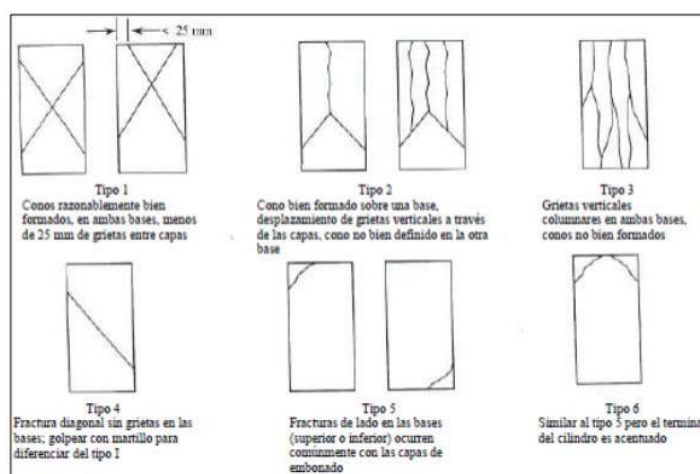 < 25 mm
Tipo 1
Conos razonablemente bien
formados, en ambas bases, menos
de 25 mm de grietas entre capas
Tipo 2
Cono bien formado sobre una base,
desplazamiento de grietas verticales a través
de las capas, cono no bien definido en la otra
base
Tipo 3
Grietas verticales
columnares en ambas bases,
conos no bien formados
Tipo 4
Fractura diagonal sin grietas en las
bases; golpear con martillo para
diferenciar del tipo I
Tipo 5
Fracturas de lado en las bases
(superior o inferior) ocurren
comúnmente con las capas de
embonado
Tipo 6
Similar al tipo 5 pero el termina
del cilindro es acentuado